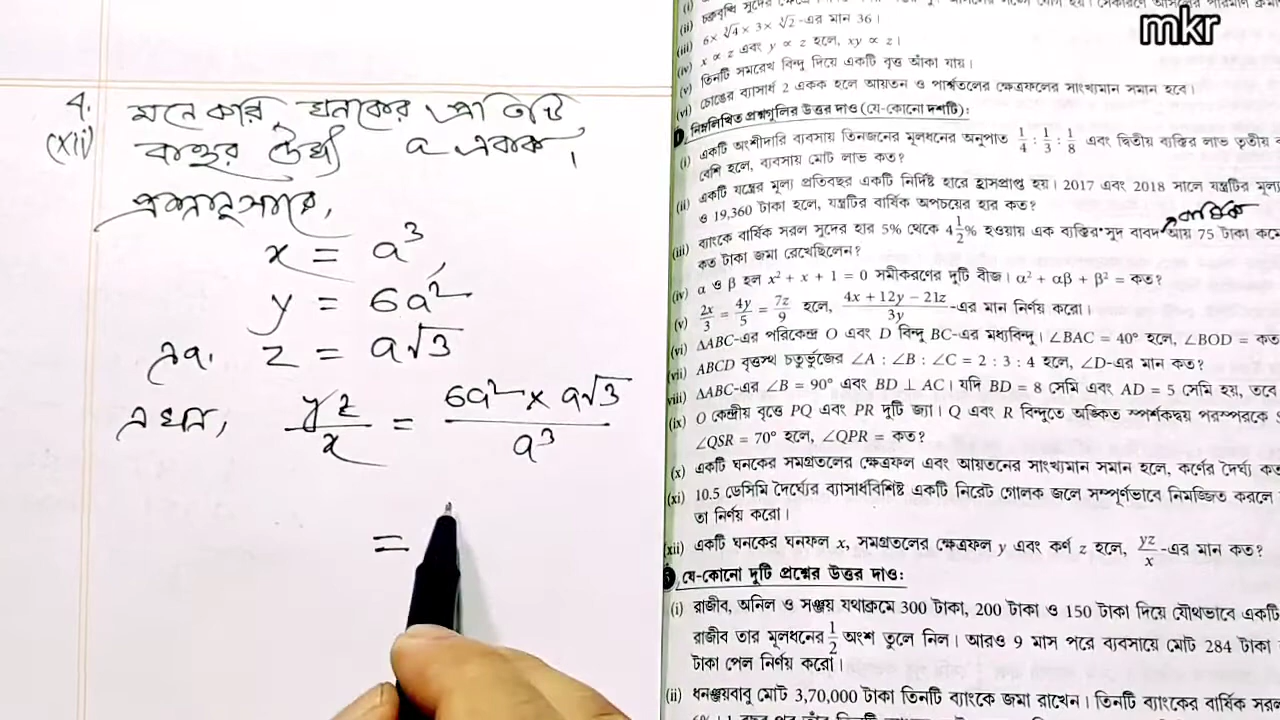 mkr
4. মনে করি, ঘনকের প্রতিটি
(xii) বাহুর দৈর্ঘ্য a একক।
প্রশ্নানুসারে,
x = a³,
y = 6a²
এবং z = a√3
এখন, yz/x = 6a² × a√3/a³
=
(ii) 6× ∛4 × 3× ∛2-এর মান 36।
(iii) x ∝ z এবং y ∝ z হলে, xy ∝ z।
(iv) তিনটি সমরেখ বিন্দু দিয়ে একটি বৃত্ত আঁকা যায়।
(v) চোঙের ব্যাসার্ধ 2 একক হলে আয়তন ও পার্শ্বতলের ক্ষেত্রফলের সাংখ্যমান সমান হবে।
(vi)
নিম্নলিখিত প্রশ্নগুলির উত্তর দাও (যে-কোনো দশটি):
(i) একটি অংশীদারি ব্যবসায় তিনজনের মূলধনের অনুপাত 1/4 : 1/3 : 1/8 এবং দ্বিতীয় ব্যক্তির লাভ তৃতীয় ব
বেশি হলে, ব্যবসায় মোট লাভ কত?
(ii) একটি যন্ত্রের মূল্য প্রতিবছর একটি নির্দিষ্ট হারে হ্রাসপ্রাপ্ত হয়। 2017 এবং 2018 সালে যন্ত্রটির মূল্য
ও 19,360 টাকা হলে, যন্ত্রটির বার্ষিক অপচয়ের হার কত?
বার্ষিক
(iii) ব্যাংকে বার্ষিক সরল সুদের হার 5% থেকে 4 1/2% হওয়ায় এক ব্যক্তির সুদ বাবদ আয় 75 টাকা কমে
কত টাকা জমা রেখেছিলেন?
(iv) α ও β হল x² + x + 1 = 0 সমীকরণের দুটি বীজ। α² + αβ + β² = কত?
(v) 2x/3 = 4y/5 = 7z/9 হলে, 4x + 12y − 21z/3y-এর মান নির্ণয় করো।
(vi) ΔABC-এর পরিকেন্দ্র O এবং D বিন্দু BC-এর মধ্যবিন্দু। ∠BAC = 40° হলে, ∠BOD = কত
(vii) ABCD বৃত্তস্থ চতুর্ভুজের ∠A : ∠B : ∠C = 2 : 3 : 4 হলে, ∠D-এর মান কত?
viii) ΔABC-এর ∠B = 90° এবং BD ⊥ AC। যদি BD = 8 সেমি এবং AD = 5 সেমি হয়, তবে
(ix) O কেন্দ্রীয় বৃত্তে PQ এবং PR দুটি জ্যা। Q এবং R বিন্দুতে অঙ্কিত স্পর্শকদ্বয় পরস্পরকে
∠QSR = 70° হলে, ∠QPR = কত?
(x) একটি ঘনকের সমগ্রতলের ক্ষেত্রফল এবং আয়তনের সাংখ্যমান সমান হলে, কর্ণের দৈর্ঘ্য কত
(xi) 10.5 ডেসিমি দৈর্ঘ্যের ব্যাসার্ধবিশিষ্ট একটি নিরেট গোলক জলে সম্পূর্ণভাবে নিমজ্জিত করলে
তা নির্ণয় করো।
(xii) একটি ঘনকের ঘনফল x, সমগ্রতলের ক্ষেত্রফল y এবং কর্ণ z হলে, yz/x-এর মান কত?
যে-কোনো দুটি প্রশ্নের উত্তর দাও:
(i) রাজীব, অনিল ও সঞ্জয় যথাক্রমে 300 টাকা, 200 টাকা ও 150 টাকা দিয়ে যৌথভাবে একটি
রাজীব তার মূলধনের 1/2 অংশ তুলে নিল। আরও 9 মাস পরে ব্যবসায়ে মোট 284 টাকা
টাকা পেল নির্ণয় করো।
(ii) ধনঞ্জয়বাবু মোট 3,70,000 টাকা তিনটি ব্যাংকে জমা রাখেন। তিনটি ব্যাংকের বার্ষিক সরল